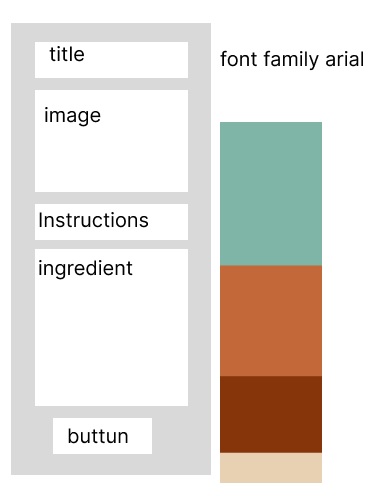 title
font family arial
image
Instructions
ingredient
buttun